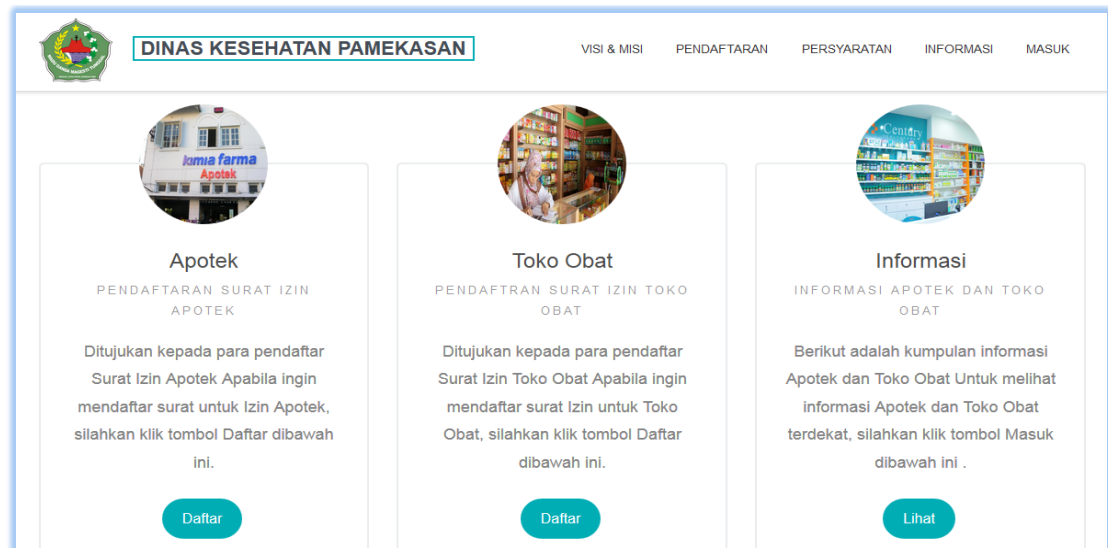 DINAS KESEHATAN PAMEKASAN
VISI & MISI
PENDAFTARAN
PERSYARATAN
INFORMASI
MASUK
kimia farma
Apotek
Apotek
PENDAFTARAN SURAT IZIN
APOTEK
Ditujukan kepada para pendaftar
Surat Izin Apotek Apabila ingin
mendaftar surat untuk Izin Apotek,
silahkan klik tombol Daftar dibawah
ini.
Daftar
Toko Obat
PENDAFTRAN SURAT IZIN TOKO
OBAT
Ditujukan kepada para pendaftar
Surat Izin Toko Obat Apabila ingin
mendaftar surat Izin untuk Toko
Obat, silahkan klik tombol Daftar
dibawah ini.
Daftar
Century
Informasi
INFORMASI APOTEK DAN TOKO
OBAT
Berikut adalah kumpulan informasi
Apotek dan Toko Obat Untuk melihat
informasi Apotek dan Toko Obat
terdekat, silahkan klik tombol Masuk
dibawah ini .
Lihat